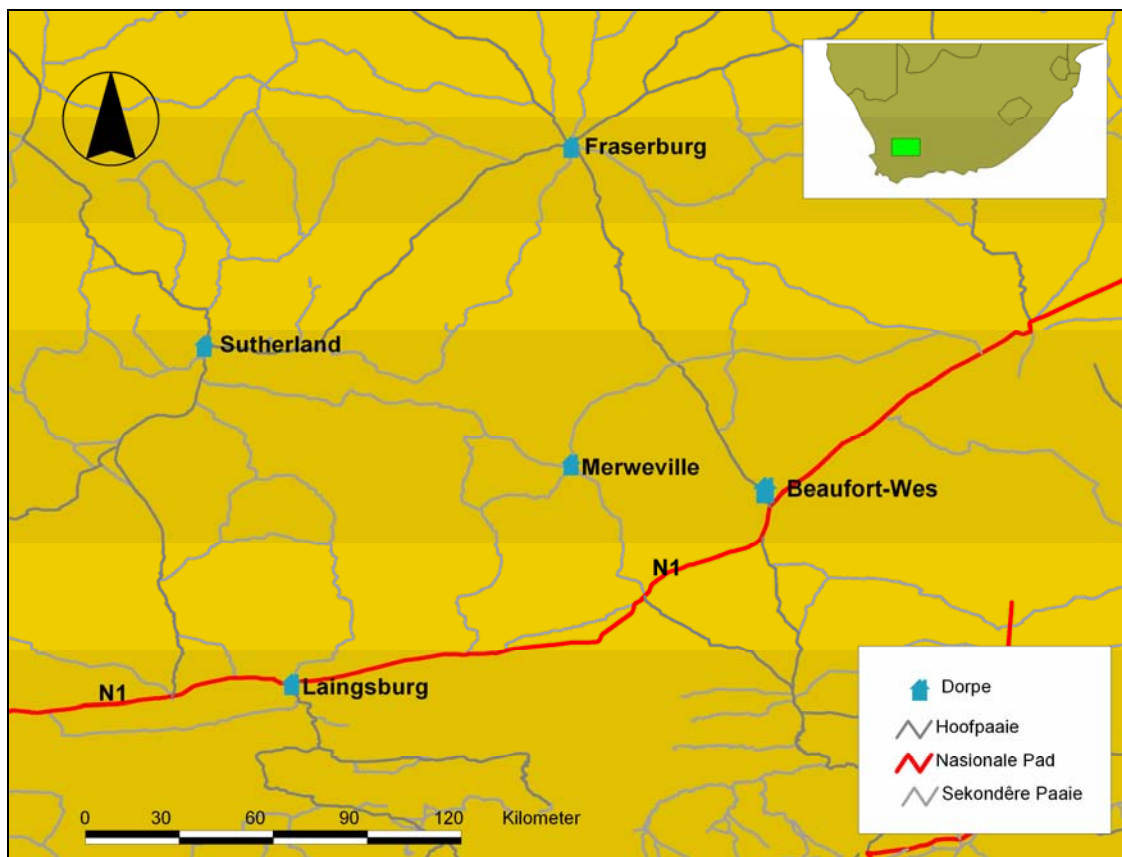 Fraserburg
Sutherland
Merweville
Beaufort-Wes
N1
Laingsburg
N1
Dorpe
Hoofpaaie
Nasionale Pad
Sekondêre Paaie
0 30 60 90 120 Kilometer